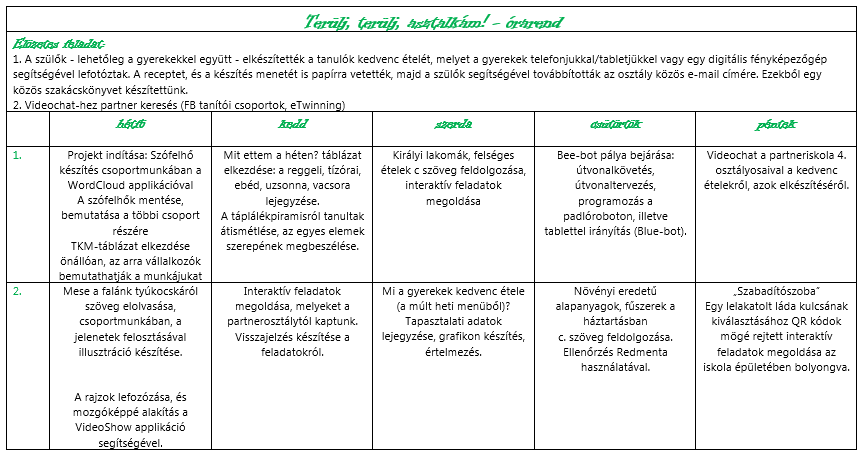 Terülj, terülj, asztalkám! – órarend
Előzetes feladat:
1. A szülők - lehetőleg a gyerekekkel együtt - elkészítették a tanulók kedvenc ételét, melyet a gyerekek telefonjukkal/tabletjükkel vagy egy digitális fényképezőgép
segítségével lefotóztak. A receptet, és a készítés menetét is papírra vetették, majd a szülők segítségével továbbították az osztály közös e-mail címére. Ezekből egy
közös szakácskönyvet készítettünk.
2. Videochat-hez partner keresés (FB tanítói csoportok, eTwinning)
hétfő
kedd
szerda
csütörtök
péntek
1.
Projekt indítása: Szófelhő
készítés csoportmunkában a
WordCloud applikációval
A szófelhők mentése,
bemutatása a többi csoport
részére
TKM-táblázat elkezdése
önállóan, az arra vállalkozók
bemutathatják a munkájukat
Mit ettem a héten? táblázat
elkezdése: a reggeli, tízórai,
ebéd, uzsonna, vacsora
lejegyzése.
A táplálékpiramisról tanultak
átismétlése, az egyes elemek
szerepének megbeszélése.
Királyi lakomák, felséges
ételek c szöveg feldolgozása,
interaktív feladatok
megoldása
Bee-bot pálya bejárása:
útvonalkövetés,
útvonaltervezés,
programozás a
padlóroboton, illetve
tablettel irányítás (Blue-bot).
Videochat a partneriskola 4.
osztályosaival a kedvenc
ételekről, azok elkészítéséről.
2.
Mese a falánk tyúkocskáról
szöveg elolvasása,
csoportmunkában, a
jelenetek felosztásával
illusztráció készítése.
A rajzok lefozózása, és
mozgóképpé alakítás a
VideoShow applikáció
segítségével.
Interaktív feladatok
megoldása, melyeket a
partnerosztálytól kaptunk.
Visszajelzés készítése a
feladatokról.
Mi a gyerekek kedvenc étele
(a múlt heti menüből)?
Tapasztalati adatok
lejegyzése, grafikon készítés,
értelmezés.
Növényi eredetű
alapanyagok, fűszerek a
háztartásban
c. szöveg feldolgozása.
Ellenőrzés Redmenta
használatával.
„Szabadítószoba”
Egy lelakatolt láda kulcsának
kiválasztásához QR kódok
mögé rejtett interaktív
feladatok megoldása az
iskola épületében bolyongva.